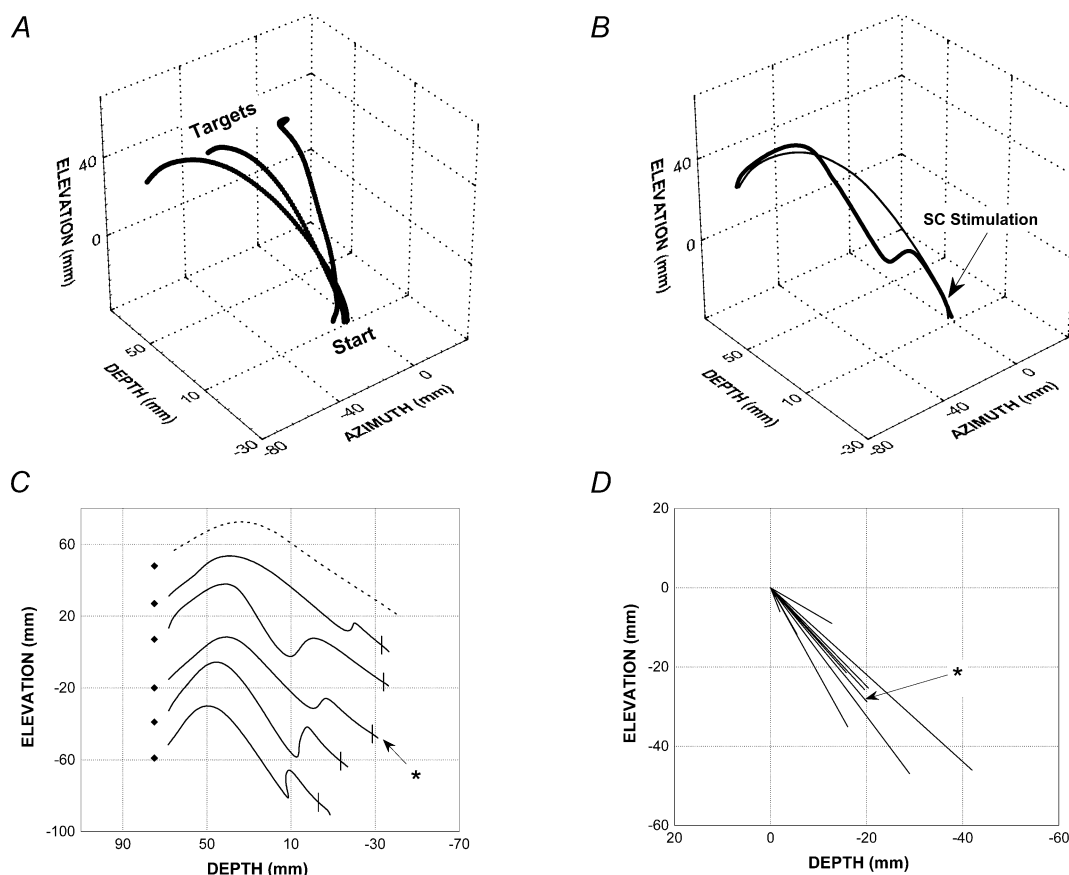 A
ELEVATION (mm)
40
0
Targets
Start
50
10
-30
DEPTH (mm)
-80
-40
0
AZIMUTH (mm)
B
ELEVATION (mm)
40
0
SC Stimulation
50
10
-30
DEPTH (mm)
-80
-40
0
AZIMUTH (mm)
C
ELEVATION (mm)
60
20
-20
-60
-100
*
90
50
10
-30
-70
DEPTH (mm)
D
ELEVATION (mm)
20
0
-20
-40
-60
*
20
0
-20
-40
-60
DEPTH (mm)